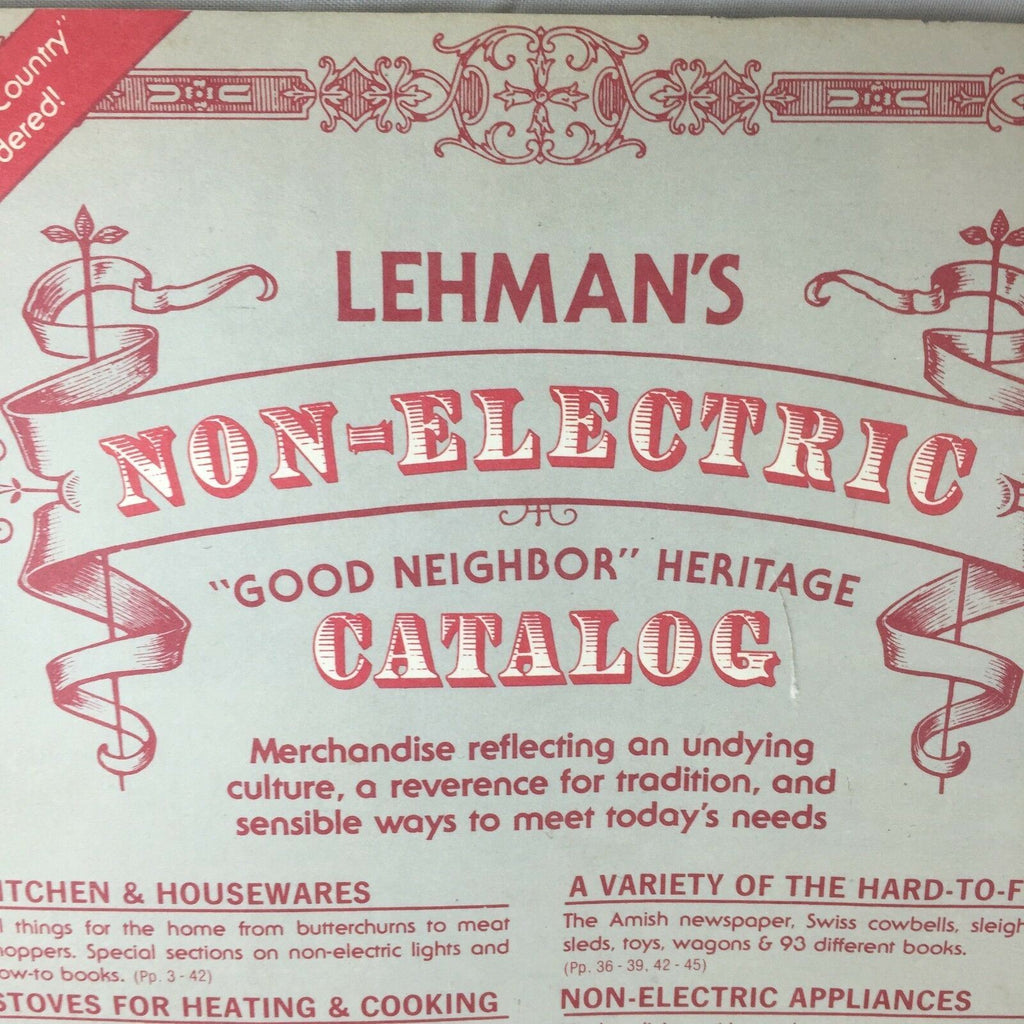 Country"
dered!
LEHMAN'S
NON-ELECTRIC
"GOOD NEIGHBOR" HERITAGE
CATALOG
Merchandise reflecting an undying
culture, a reverence for tradition, and
sensible ways to meet today's needs
ITCHEN & HOUSEWARES
l things for the home from butterchurns to meat
hoppers. Special sections on non-electric lights and
ow-to books. (Pp. 3 - 42)
STOVES FOR HEATING & COOKING
A VARIETY OF THE HARD-TO-F
The Amish newspaper, Swiss cowbells, sleigh
sleds, toys, wagons & 93 different books.
(Pp. 36 - 39, 42 - 45)
NON-ELECTRIC APPLIANCES